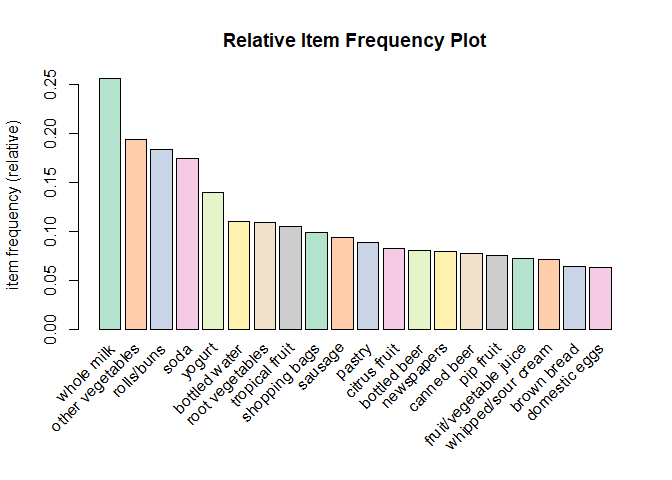 Relative Item Frequency Plot
item frequency (relative)
0.25
0.20
0.15
0.10
0.05
0.00
whole milk
other vegetables
rolls/buns
soda
yogurt
bottled water
root vegetables
tropical fruit
shopping bags
sausage
pastry
citrus fruit
bottled beer
newspapers
canned beer
pip fruit
fruit/vegetable juice
whipped/sour cream
brown bread
domestic eggs